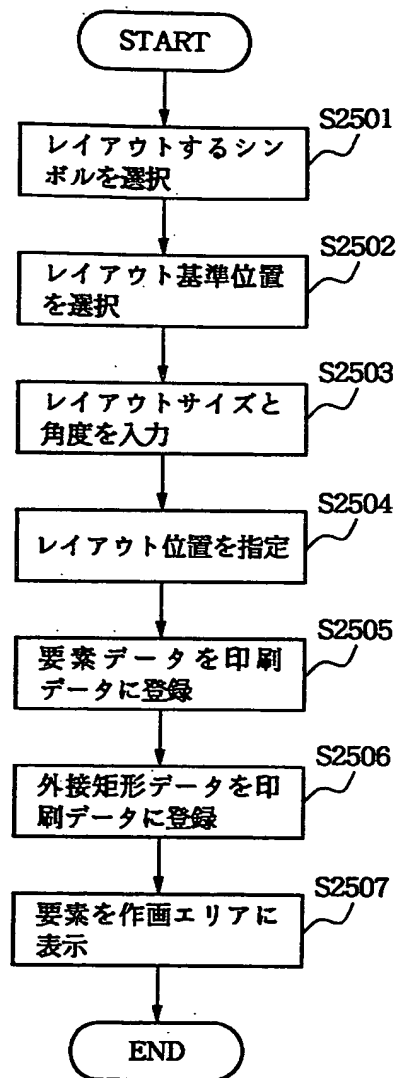 START
S2501
レイアウトするシン
ボルを選択
S2502
レイアウト基準位置
を選択
S2503
レイアウトサイズと
角度を入力
S2504
レイアウト位置を指定
S2505
要素データを印刷
データに登録
S2506
外接矩形データを印
刷データに登録
S2507
要素を作画エリアに
表示
END